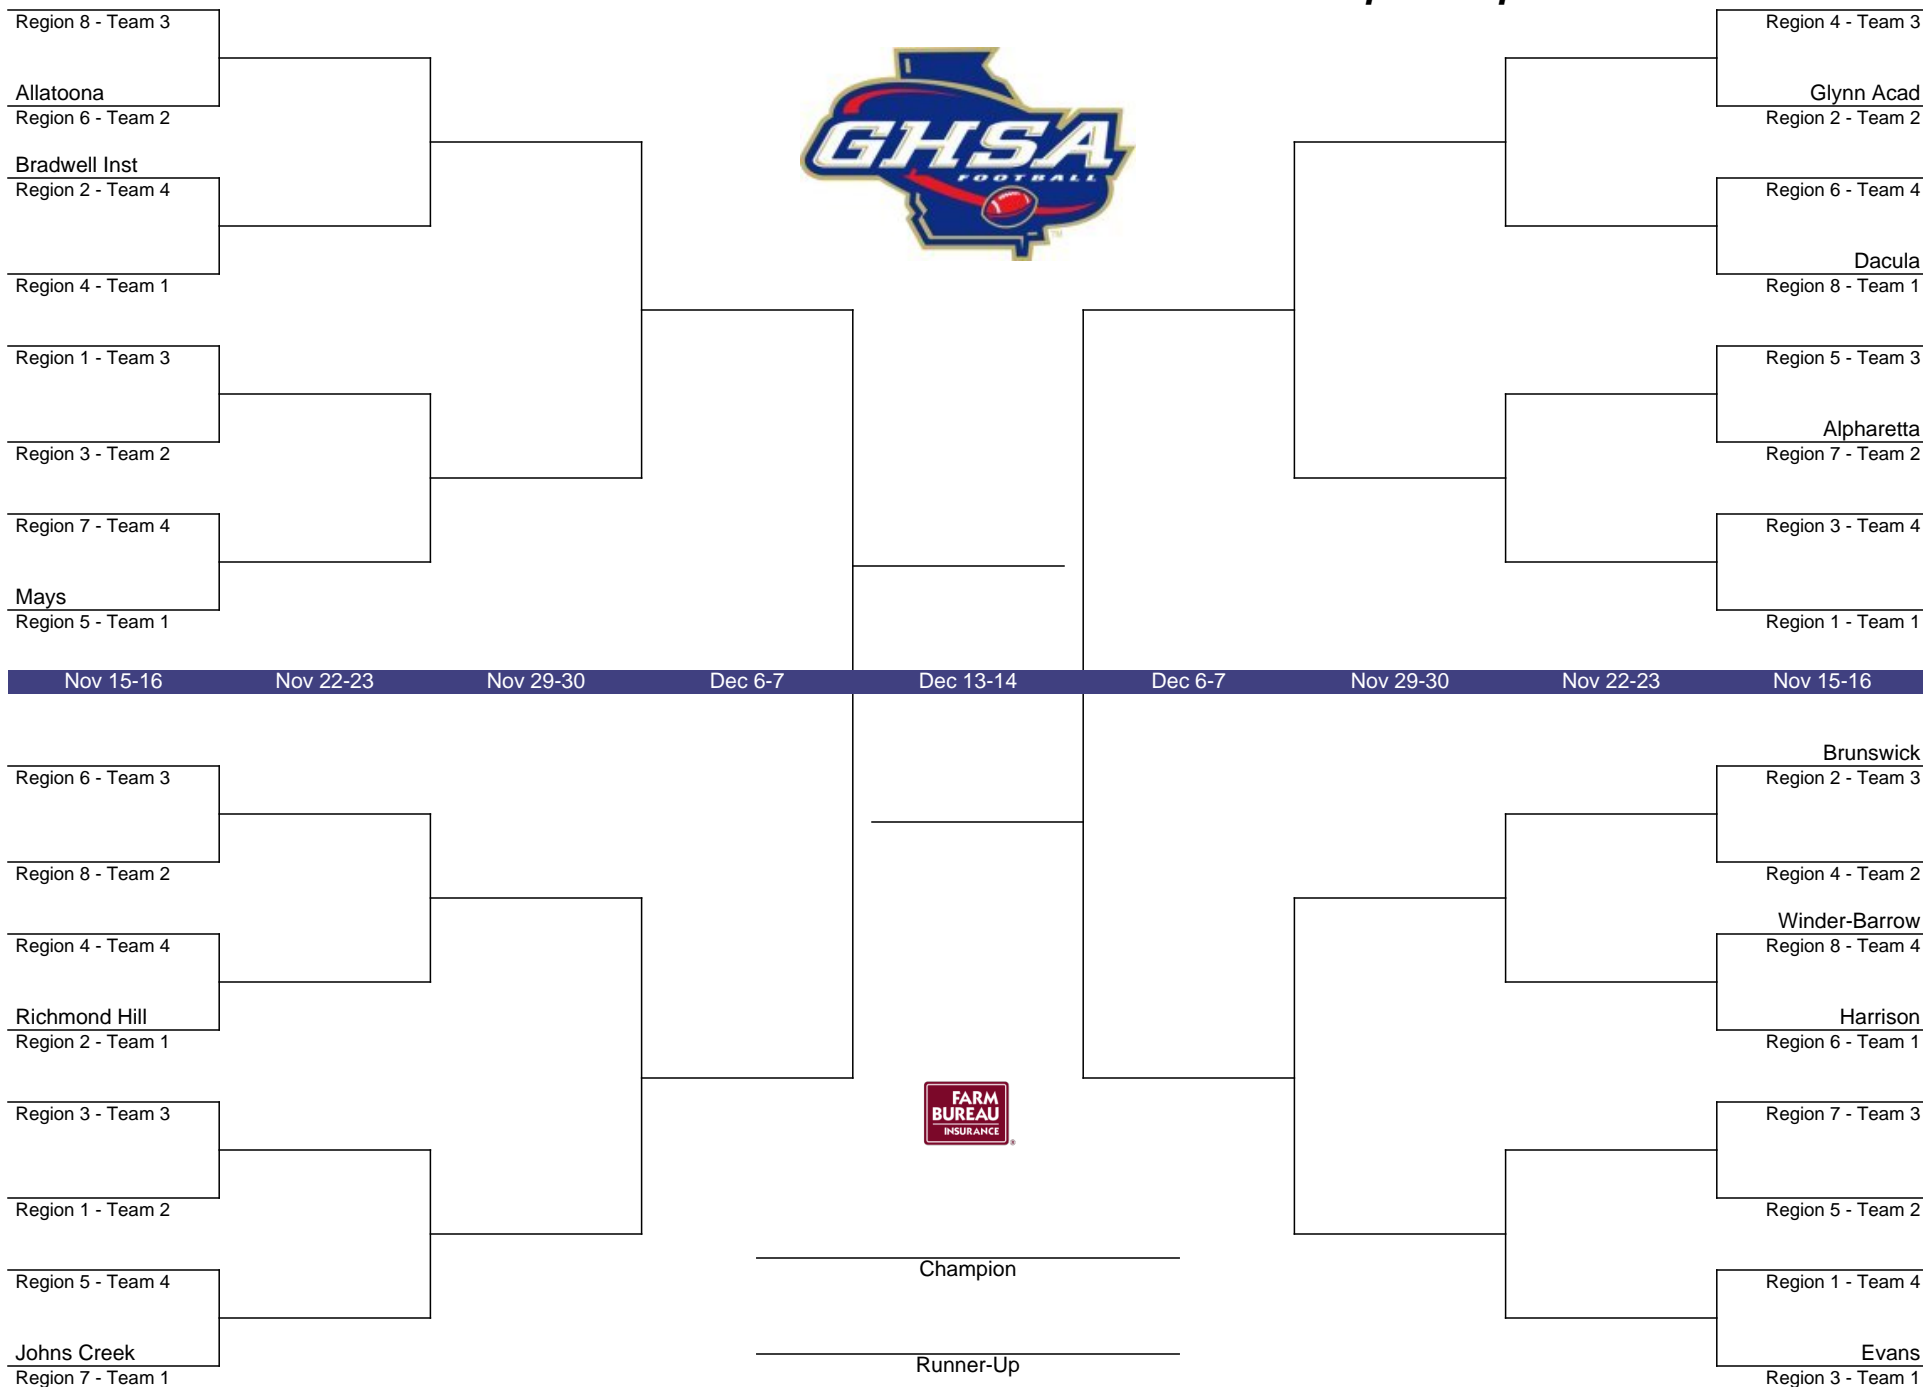 Region 8 - Team 3
Allatoona
Region 6 - Team 2
Bradwell Inst
Region 2 - Team 4
Region 4 - Team 1
Region 1 - Team 3
Region 3 - Team 2
Region 7 - Team 4
Mays
Region 5 - Team 1
GHSA
FOOTBALL
TM
Region 4 - Team 3
Glynn Acad
Region 2 - Team 2
Region 6 - Team 4
Dacula
Region 8 - Team 1
Region 5 - Team 3
Alpharetta
Region 7 - Team 2
Region 3 - Team 4
Region 1 - Team 1
Nov 15-16 Nov 22-23 Nov 29-30 Dec 6-7 Dec 13-14 Dec 6-7 Nov 29-30 Nov 22-23 Nov 15-16
Region 6 - Team 3
Region 8 - Team 2
Region 4 - Team 4
Richmond Hill
Region 2 - Team 1
Region 3 - Team 3
Region 1 - Team 2
Region 5 - Team 4
Johns Creek
Region 7 - Team 1
FARM
BUREAU
INSURANCE
®
Champion
Runner-Up
Brunswick
Region 2 - Team 3
Region 4 - Team 2
Winder-Barrow
Region 8 - Team 4
Harrison
Region 6 - Team 1
Region 7 - Team 3
Region 5 - Team 2
Region 1 - Team 4
Evans
Region 3 - Team 1